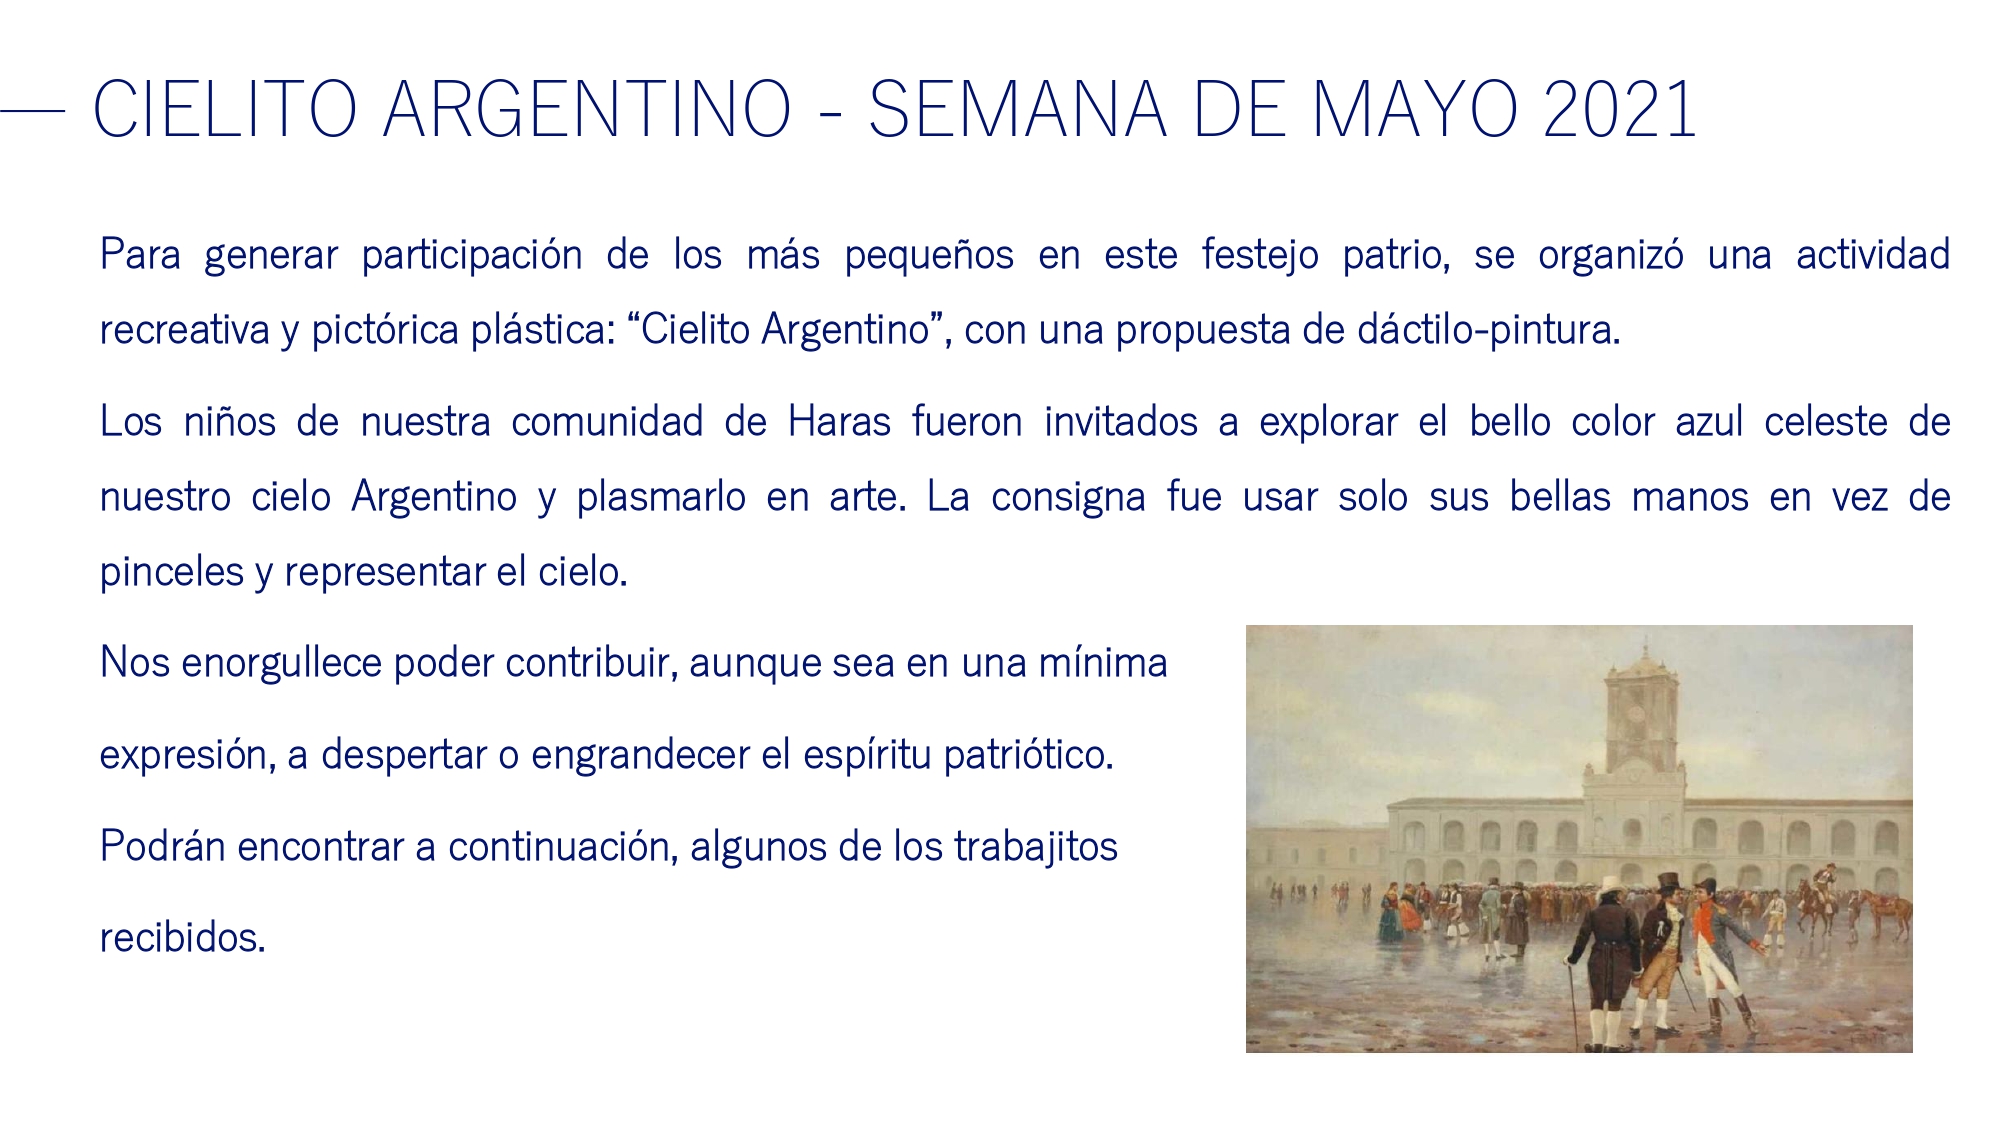 CIELITO ARGENTINO - SEMANA DE MAYO 2021
Para generar participación de los más pequeños en este festejo patrio, se organizó una actividad
recreativa y pictórica plástica: “Cielito Argentino”, con una propuesta de dáctilo-pintura.
Los niños de nuestra comunidad de Haras fueron invitados a explorar el bello color azul celeste de
nuestro cielo Argentino y plasmarlo en arte. La consigna fue usar solo sus bellas manos en vez de
pinceles y representar el cielo.
Nos enorgullece poder contribuir, aunque sea en una mínima
expresión, a despertar o engrandecer el espíritu patriótico.
Podrán encontrar a continuación, algunos de los trabajitos
recibidos.